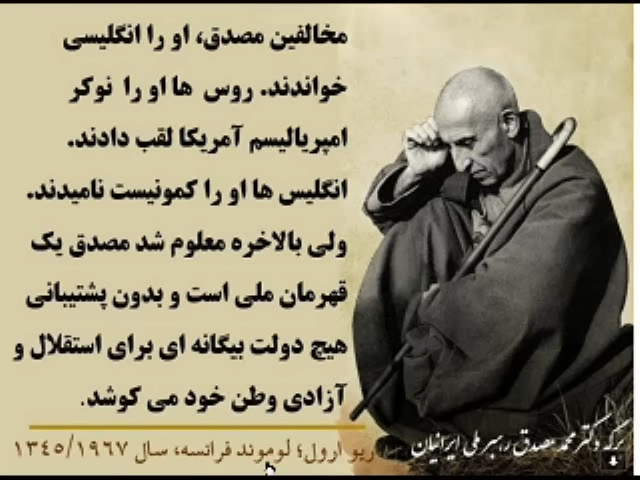 مخالفین مصدق، او را انگلیسی
خواندند. روس ها او را نوکر
امپریالیسم آمریکا لقب دادند.
انگلیس ها او را کمونیست نامیدند.
ولی بالاخره معلوم شد مصدق یک
قهرمان ملی است و بدون پشتیبانی
هیچ دولت بیگانه ای برای استقلال و
آزادی وطن خود می کوشد.
ریو ارول؛ لوموند فرانسه، سال ۱۳۴۵/۱۹۶۷
دکتر محمد مصدق رهبر ملی ایرانیان